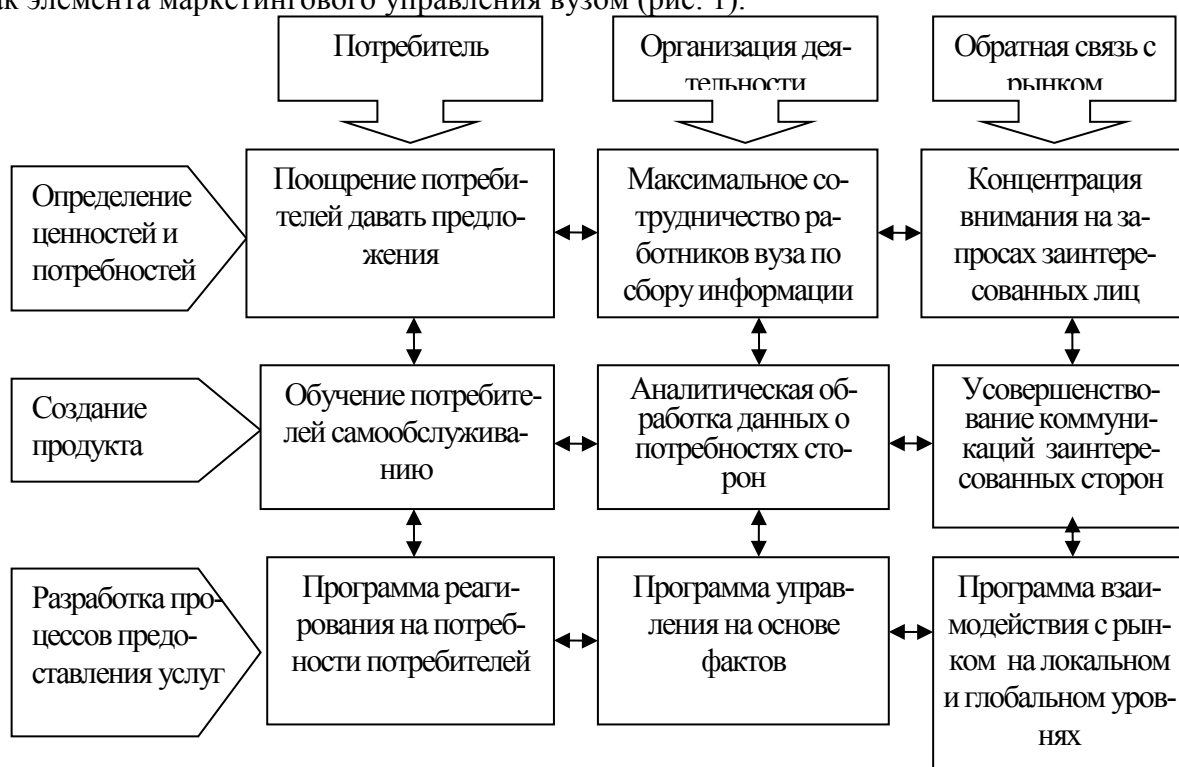 ак элемента маркетингового управления вузом (рис. 1).
Потребитель
Организация дея-
тельности
Обратная связь с
рынком
Определение
ценностей и
потребностей
Поощрение потреби-
телей давать предло-
жения
Максимальное со-
трудничество ра-
ботников вуза по
сбору информации
Концентрация
внимания на за-
просах заинтере-
сованных лиц
Создание
продукта
Обучение потребите-
лей самообслужива-
нию
Аналитическая об-
работка данных о
потребностях сто-
рон
Усовершенство-
вание коммуни-
каций заинтере-
сованных сторон
Разработка про-
цессов предо-
ставления услуг
Программа реаги-
рования на потреб-
ности потребителей
Программа управ-
ления на основе
фактов
Программа взаи-
модействия с рын-
ком на локальном
и глобальном уров-
нях